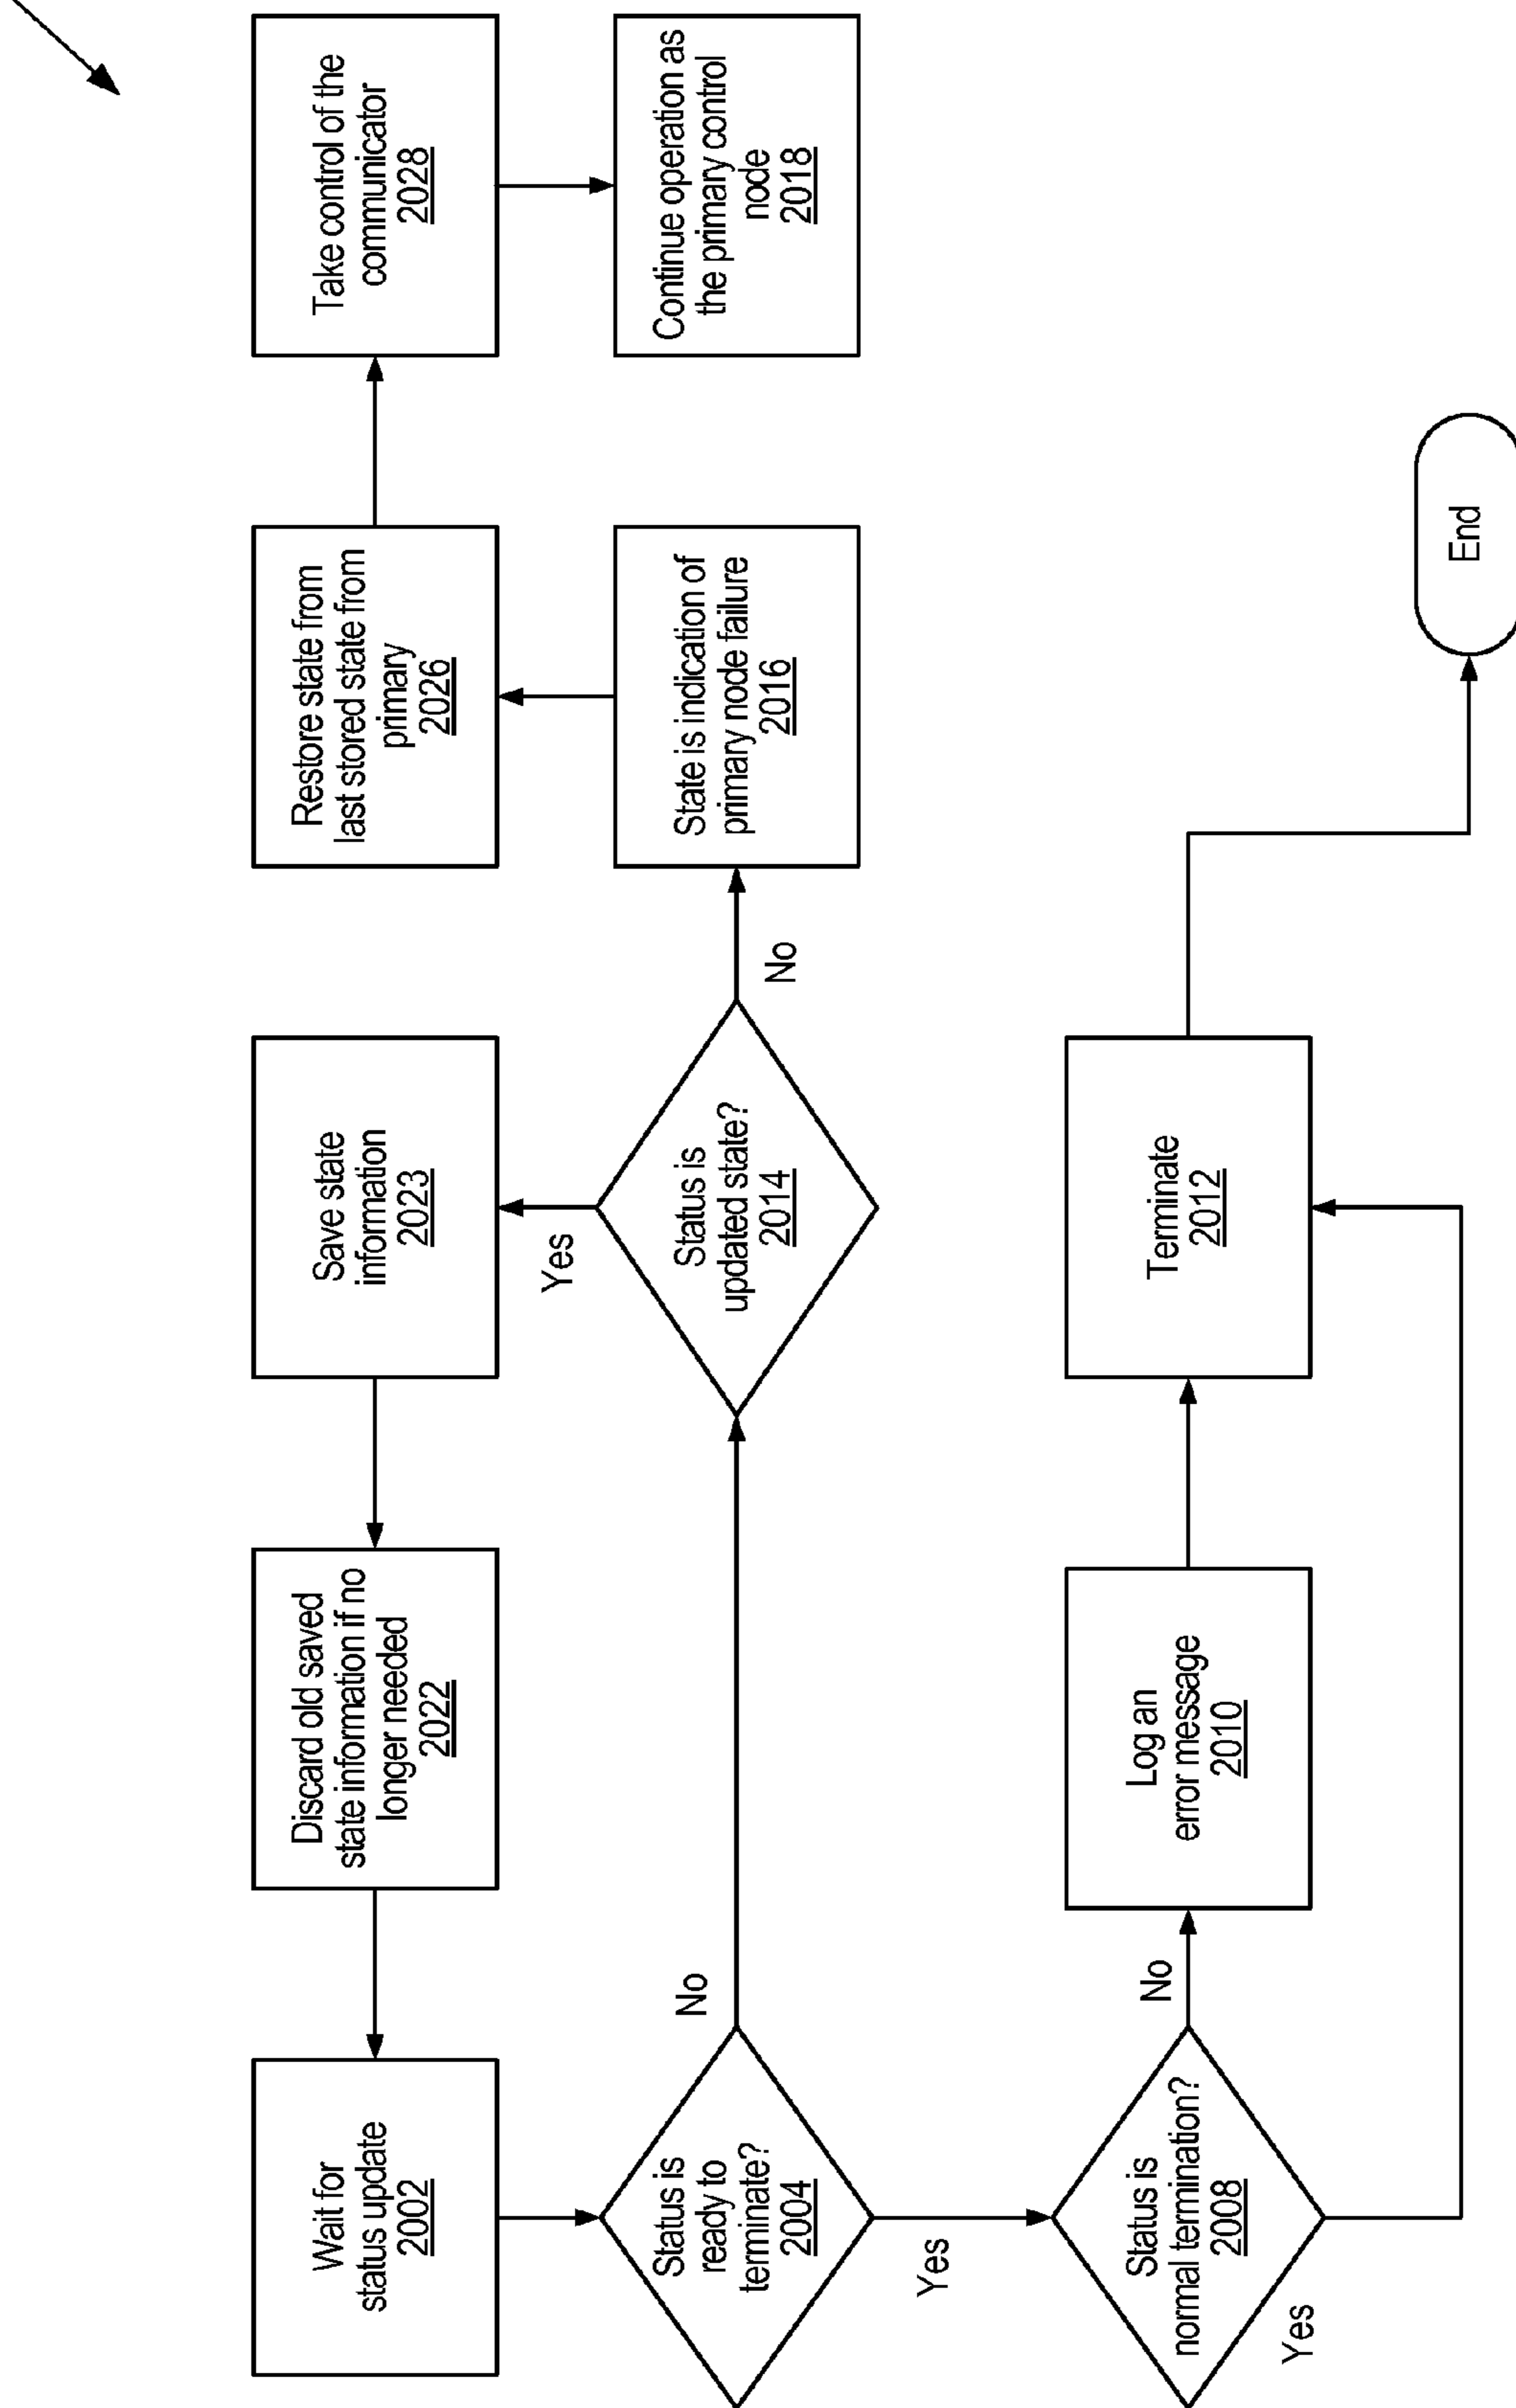 Wait for
status update
2002
Discard old saved
state information if no
longer needed
2022
Save state
information
2023
Restore state from
last stored state from
primary
2026
Take control of the
communicator
2028
Status is
ready to
terminate?
2004
No
Yes
Status is
updated state?
2014
Yes
No
State is indication of
primary node failure
2016
Continue operation as
the primary control
node
2018
Status is
normal termination?
2008
No
Yes
Log an
error message
2010
Terminate
2012
End